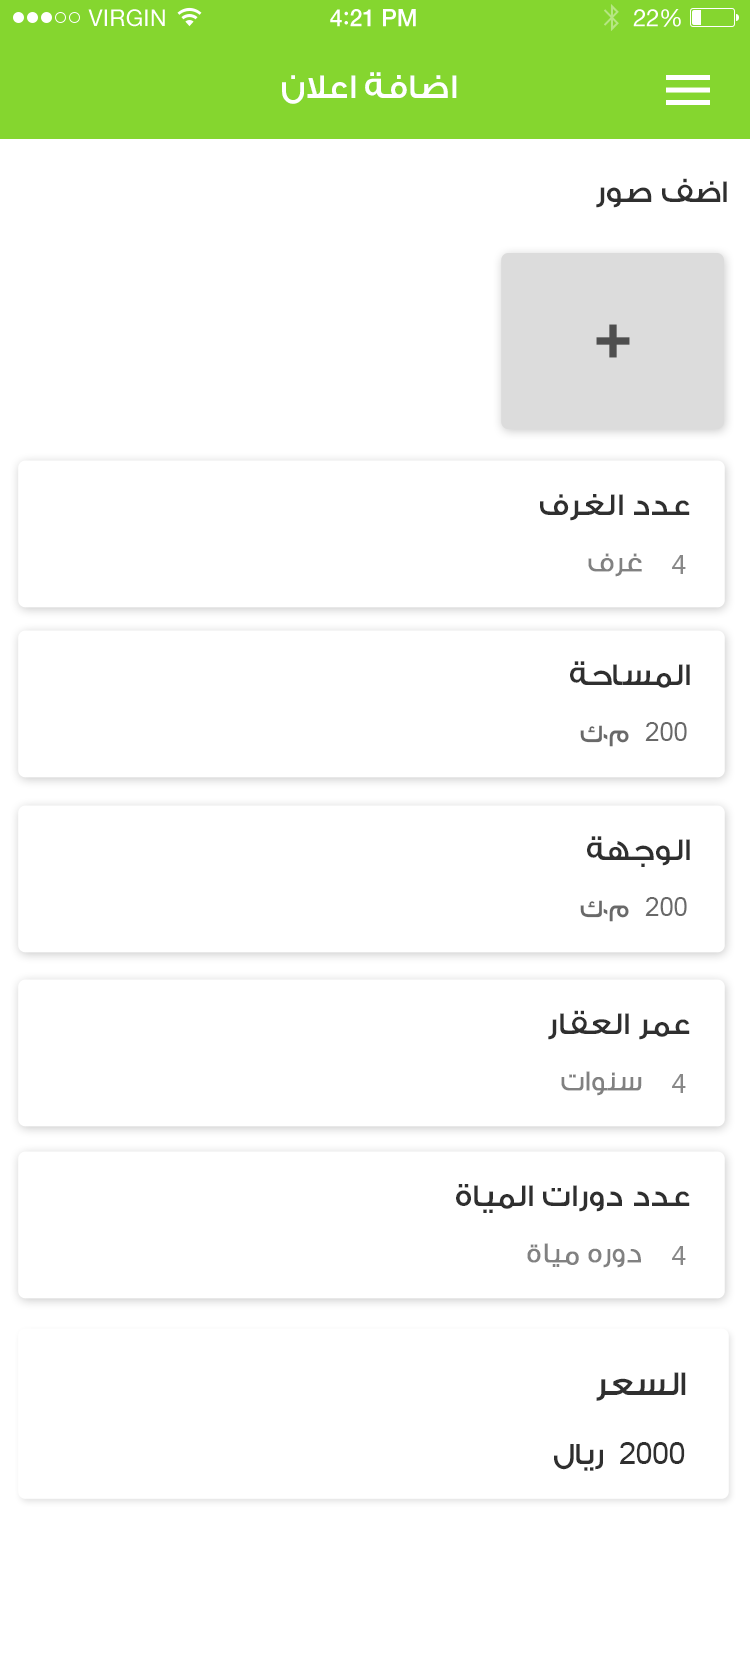 VIRGIN 4:21 PM 22%
اضافة اعلان
اضف صور
+
عدد الغرف
4 غرف
المساحة
200 م.ك
الوجهة
200 م.ك
عمر العقار
4 سنوات
عدد دورات المياة
4 دوره مياة
السعر
2000 ريال